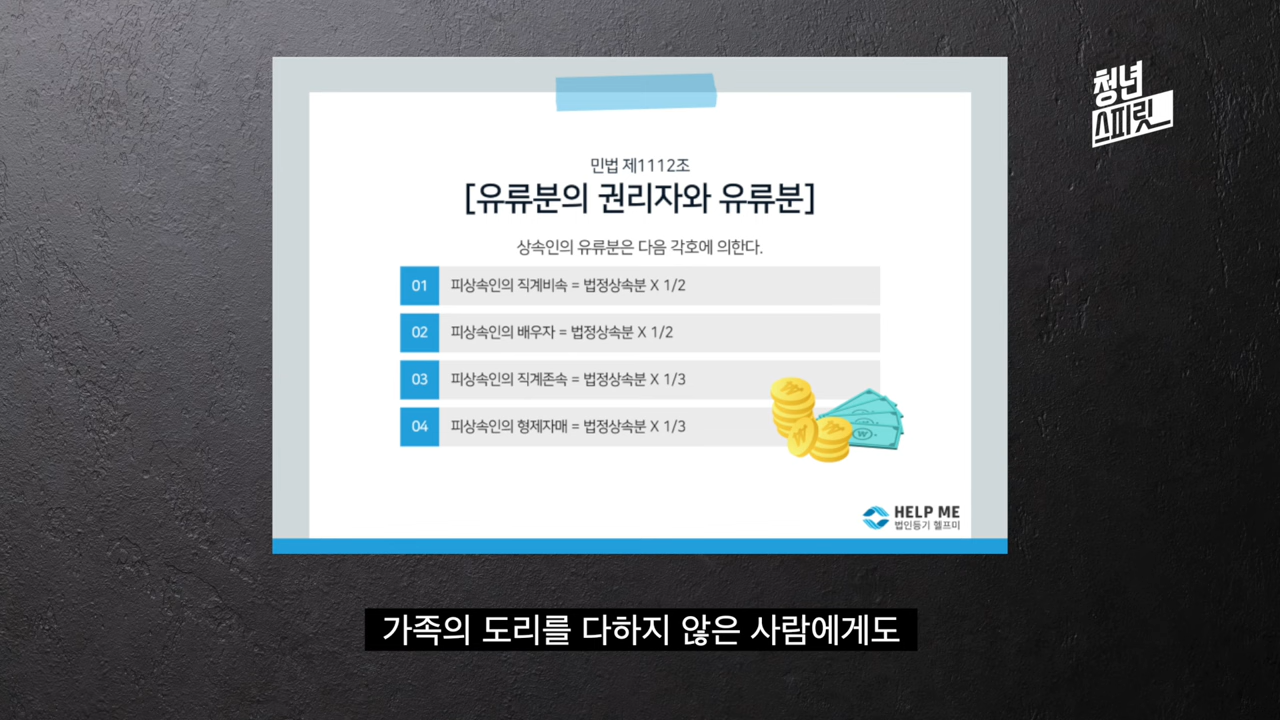 청년
스피릿
민법 제1112조
[유류분의 권리자와 유류분]
상속인의 유류분은 다음 각호에 의한다.
01 피상속인의 직계비속 = 법정상속분 X 1/2
02 피상속인의 배우자 = 법정상속분 X 1/2
03 피상속인의 직계존속 = 법정상속분 X 1/3
04 피상속인의 형제자매 = 법정상속분 X 1/3
HELP ME
법인등기 헬프미
가족의 도리를 다하지 않은 사람에게도